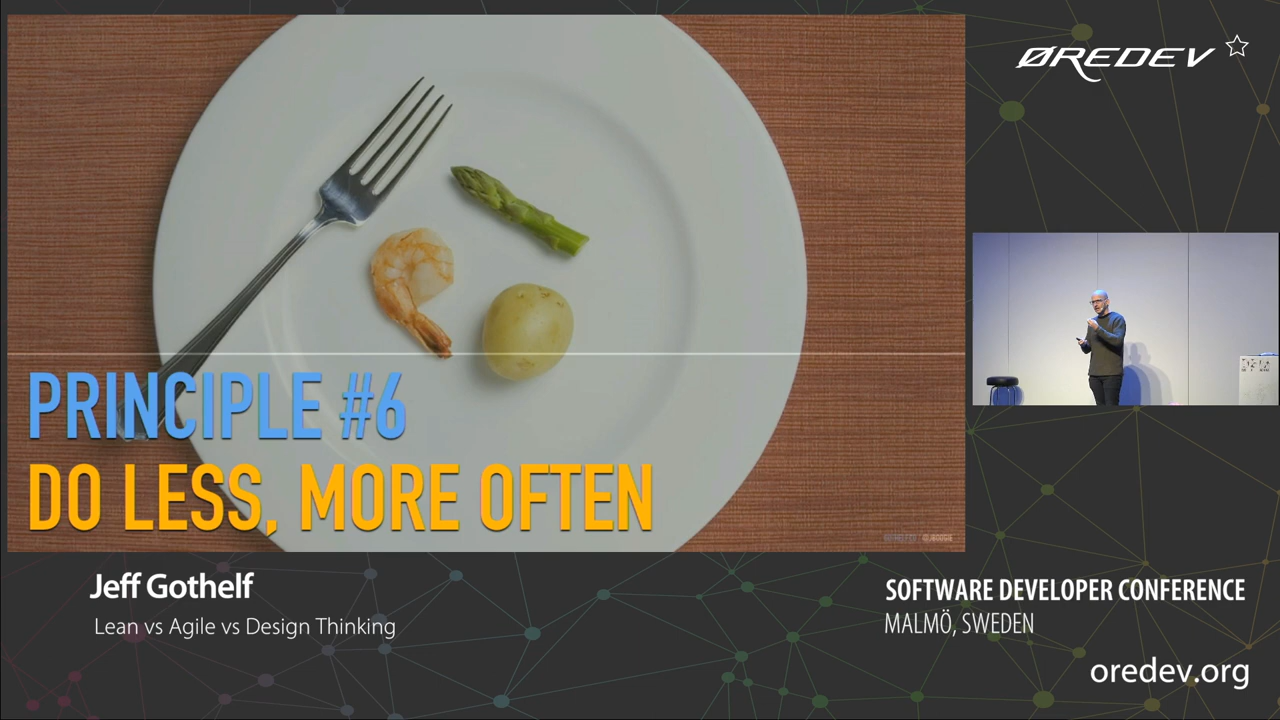 ØREDEV
PRINCIPLE #6
DO LESS, MORE OFTEN
@JBOOGIE
Jeff Gothelf
Lean vs Agile vs Design Thinking
SOFTWARE DEVELOPER CONFERENCE
MALMÖ, SWEDEN
oredev.org